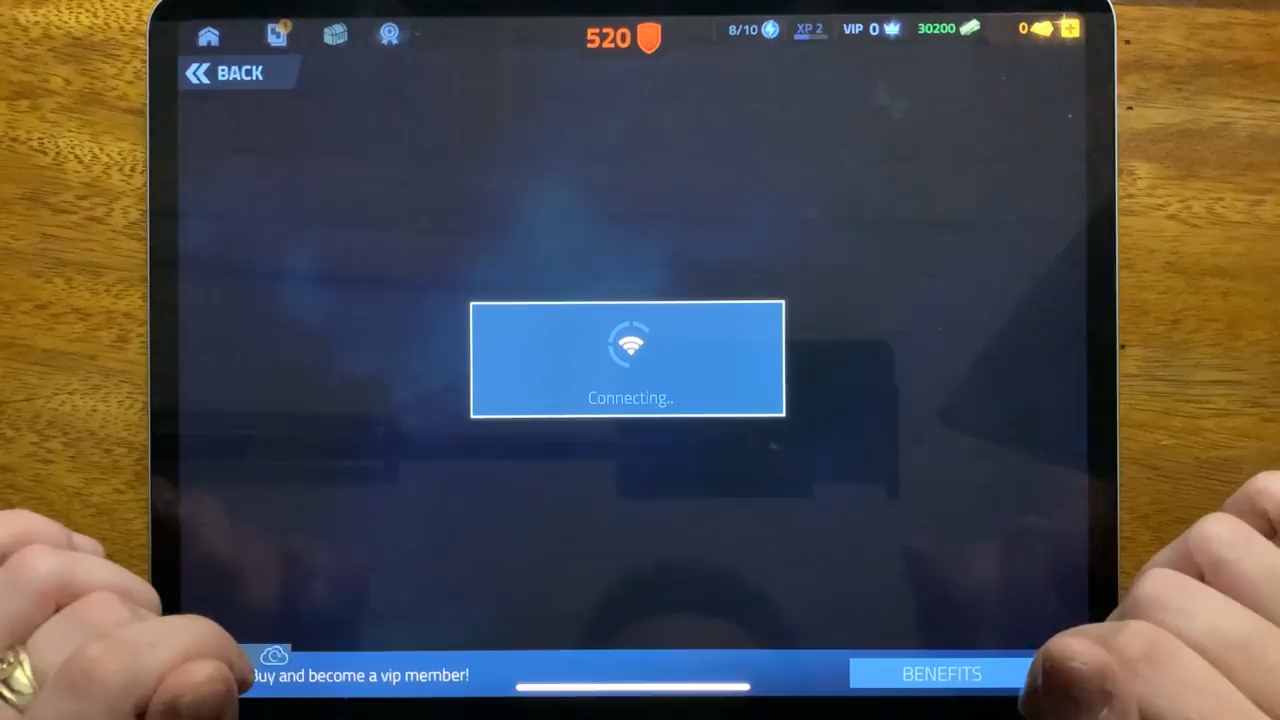 520
8/10
XP 2
VIP 0
30200
0
BACK
Connecting..
Buy and become a vip member!
BENEFITS